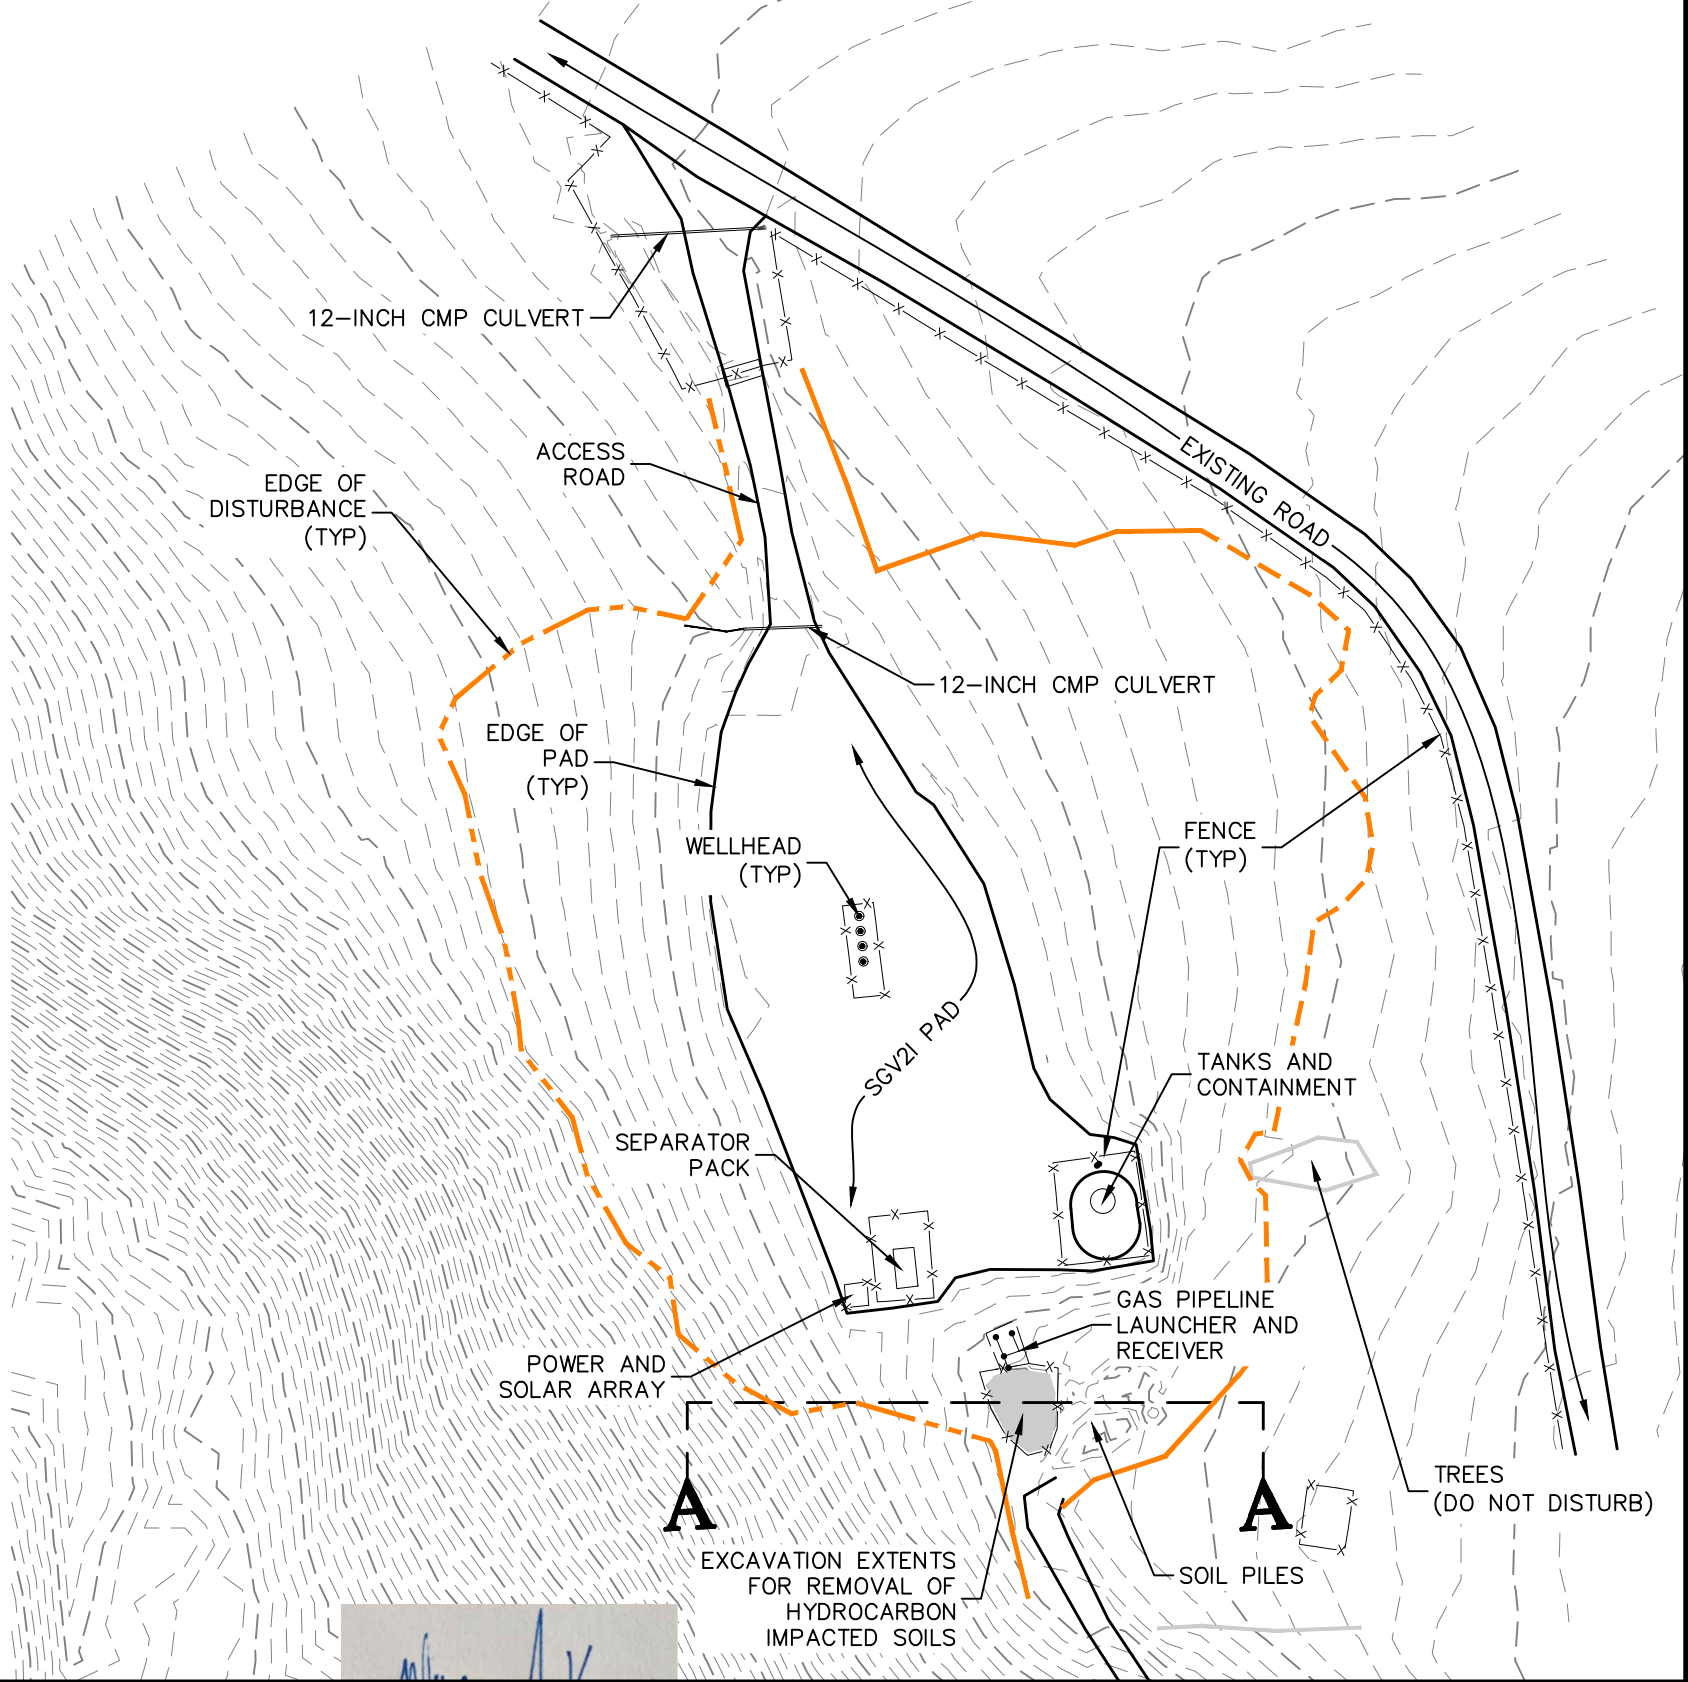 12-INCH CMP CULVERT
ACCESS
ROAD
EDGE OF
DISTURBANCE
(TYP)
EXISTING ROAD
12-INCH CMP CULVERT
EDGE OF
PAD
(TYP)
WELLHEAD
(TYP)
FENCE
(TYP)
SGV21 PAD
TANKS AND
CONTAINMENT
SEPARATOR
PACK
GAS PIPELINE
LAUNCHER AND
RECEIVER
POWER AND
SOLAR ARRAY
A A
TREES
(DO NOT DISTURB)
EXCAVATION EXTENTS
FOR REMOVAL OF
HYDROCARBON
IMPACTED SOILS
SOIL PILES